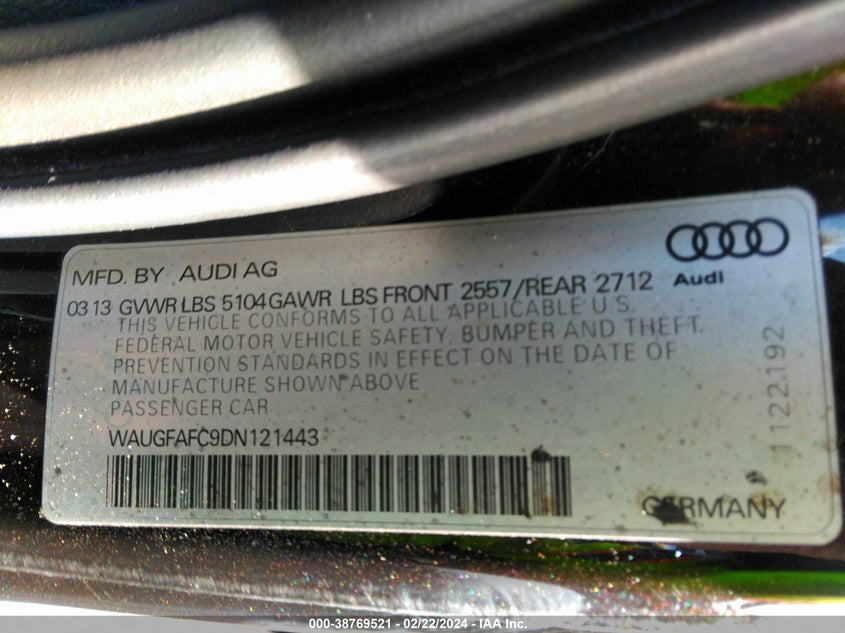 MFD. BY AUDI AG
Audi
03 13 GVWR LBS 5104 GAWR LBS FRONT 2557/REAR 2712
THIS VEHICLE CONFORMS TO ALL APPLICABLE U.S.
FEDERAL MOTOR VEHICLE SAFETY, BUMPER AND THEFT
PREVENTION STANDARDS IN EFFECT ON THE DATE OF
MANUFACTURE SHOWN ABOVE
PASSENGER CAR
WAUGFAFC9DN121443
1122192
GERMANY
000-38769521 - 02/22/2024 - IAA Inc.